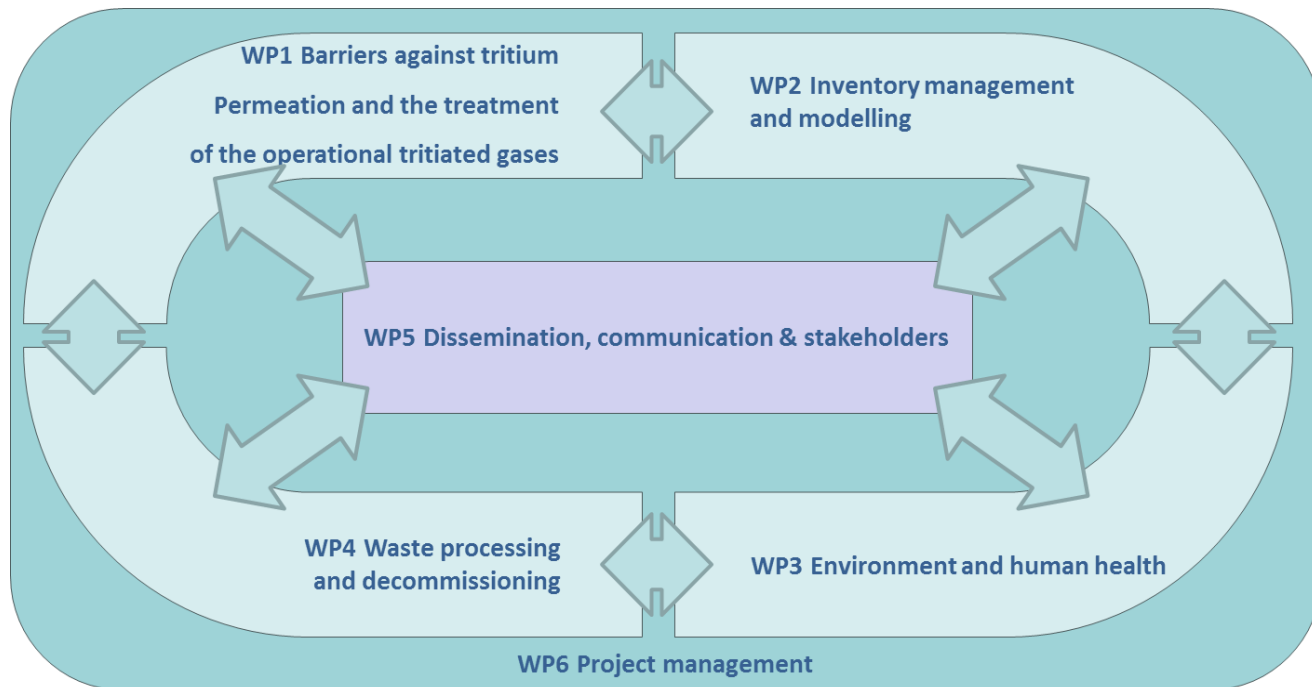 WP1 Barriers against tritium
Permeation and the treatment
of the operational tritiated gases
WP2 Inventory management
and modelling
WP5 Dissemination, communication & stakeholders
WP4 Waste processing
and decommissioning
WP3 Environment and human health
WP6 Project management